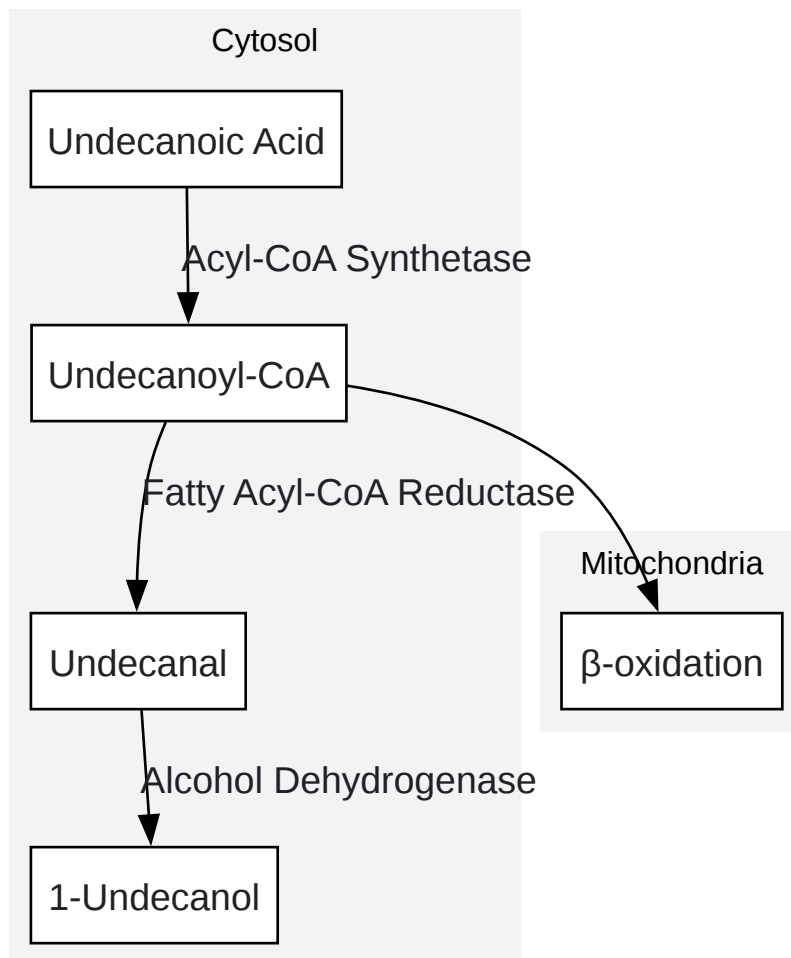 Cytosol
Undecanoic Acid
Acyl-CoA Synthetase
Undecanoyl-CoA
Fatty Acyl-CoA Reductase
Mitochondria
Undecanal
β-oxidation
Alcohol Dehydrogenase
1-Undecanol